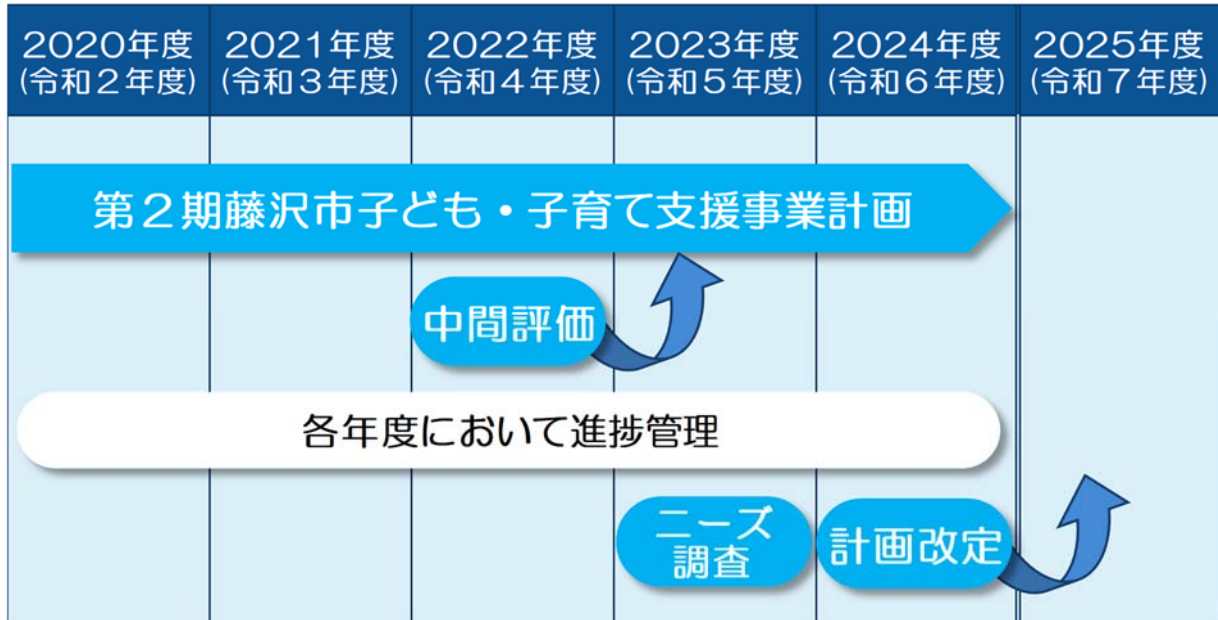 2020年度
(令和2年度)
2021年度
(令和3年度)
2022年度
(令和4年度)
2023年度
(令和5年度)
2024年度
(令和6年度)
2025年度
(令和7年度)
第2期藤沢市子ども・子育て支援事業計画
中間評価
各年度において進捗管理
ニーズ
調査
計画改定